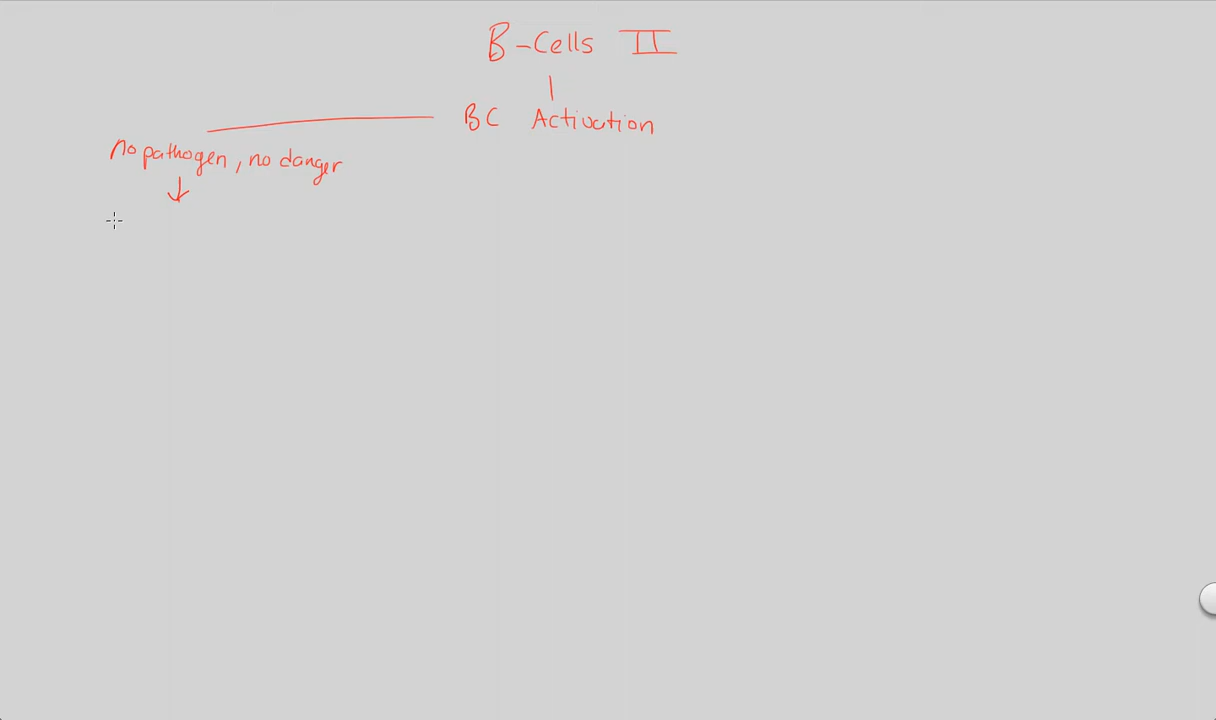 B-Cells II
BC Activation
no pathogen, no danger